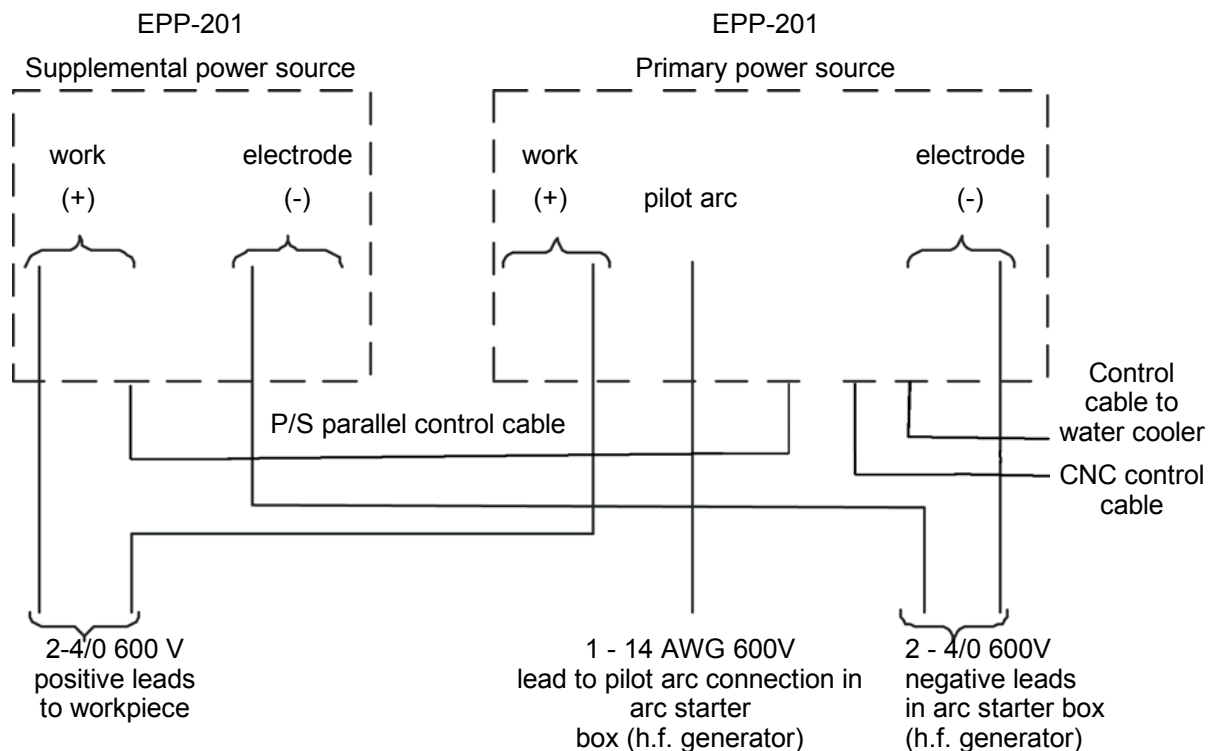 EPP-201
Supplemental power source
EPP-201
Primary power source
work
(+)
electrode
(-)
work
(+)
pilot arc
electrode
(-)
P/S parallel control cable
Control
cable to
water cooler
CNC control
cable
2-4/0 600 V
positive leads
to workpiece
1 - 14 AWG 600V
lead to pilot arc connection in
arc starter
box (h.f. generator)
2 - 4/0 600V
negative leads
in arc starter box
(h.f. generator)